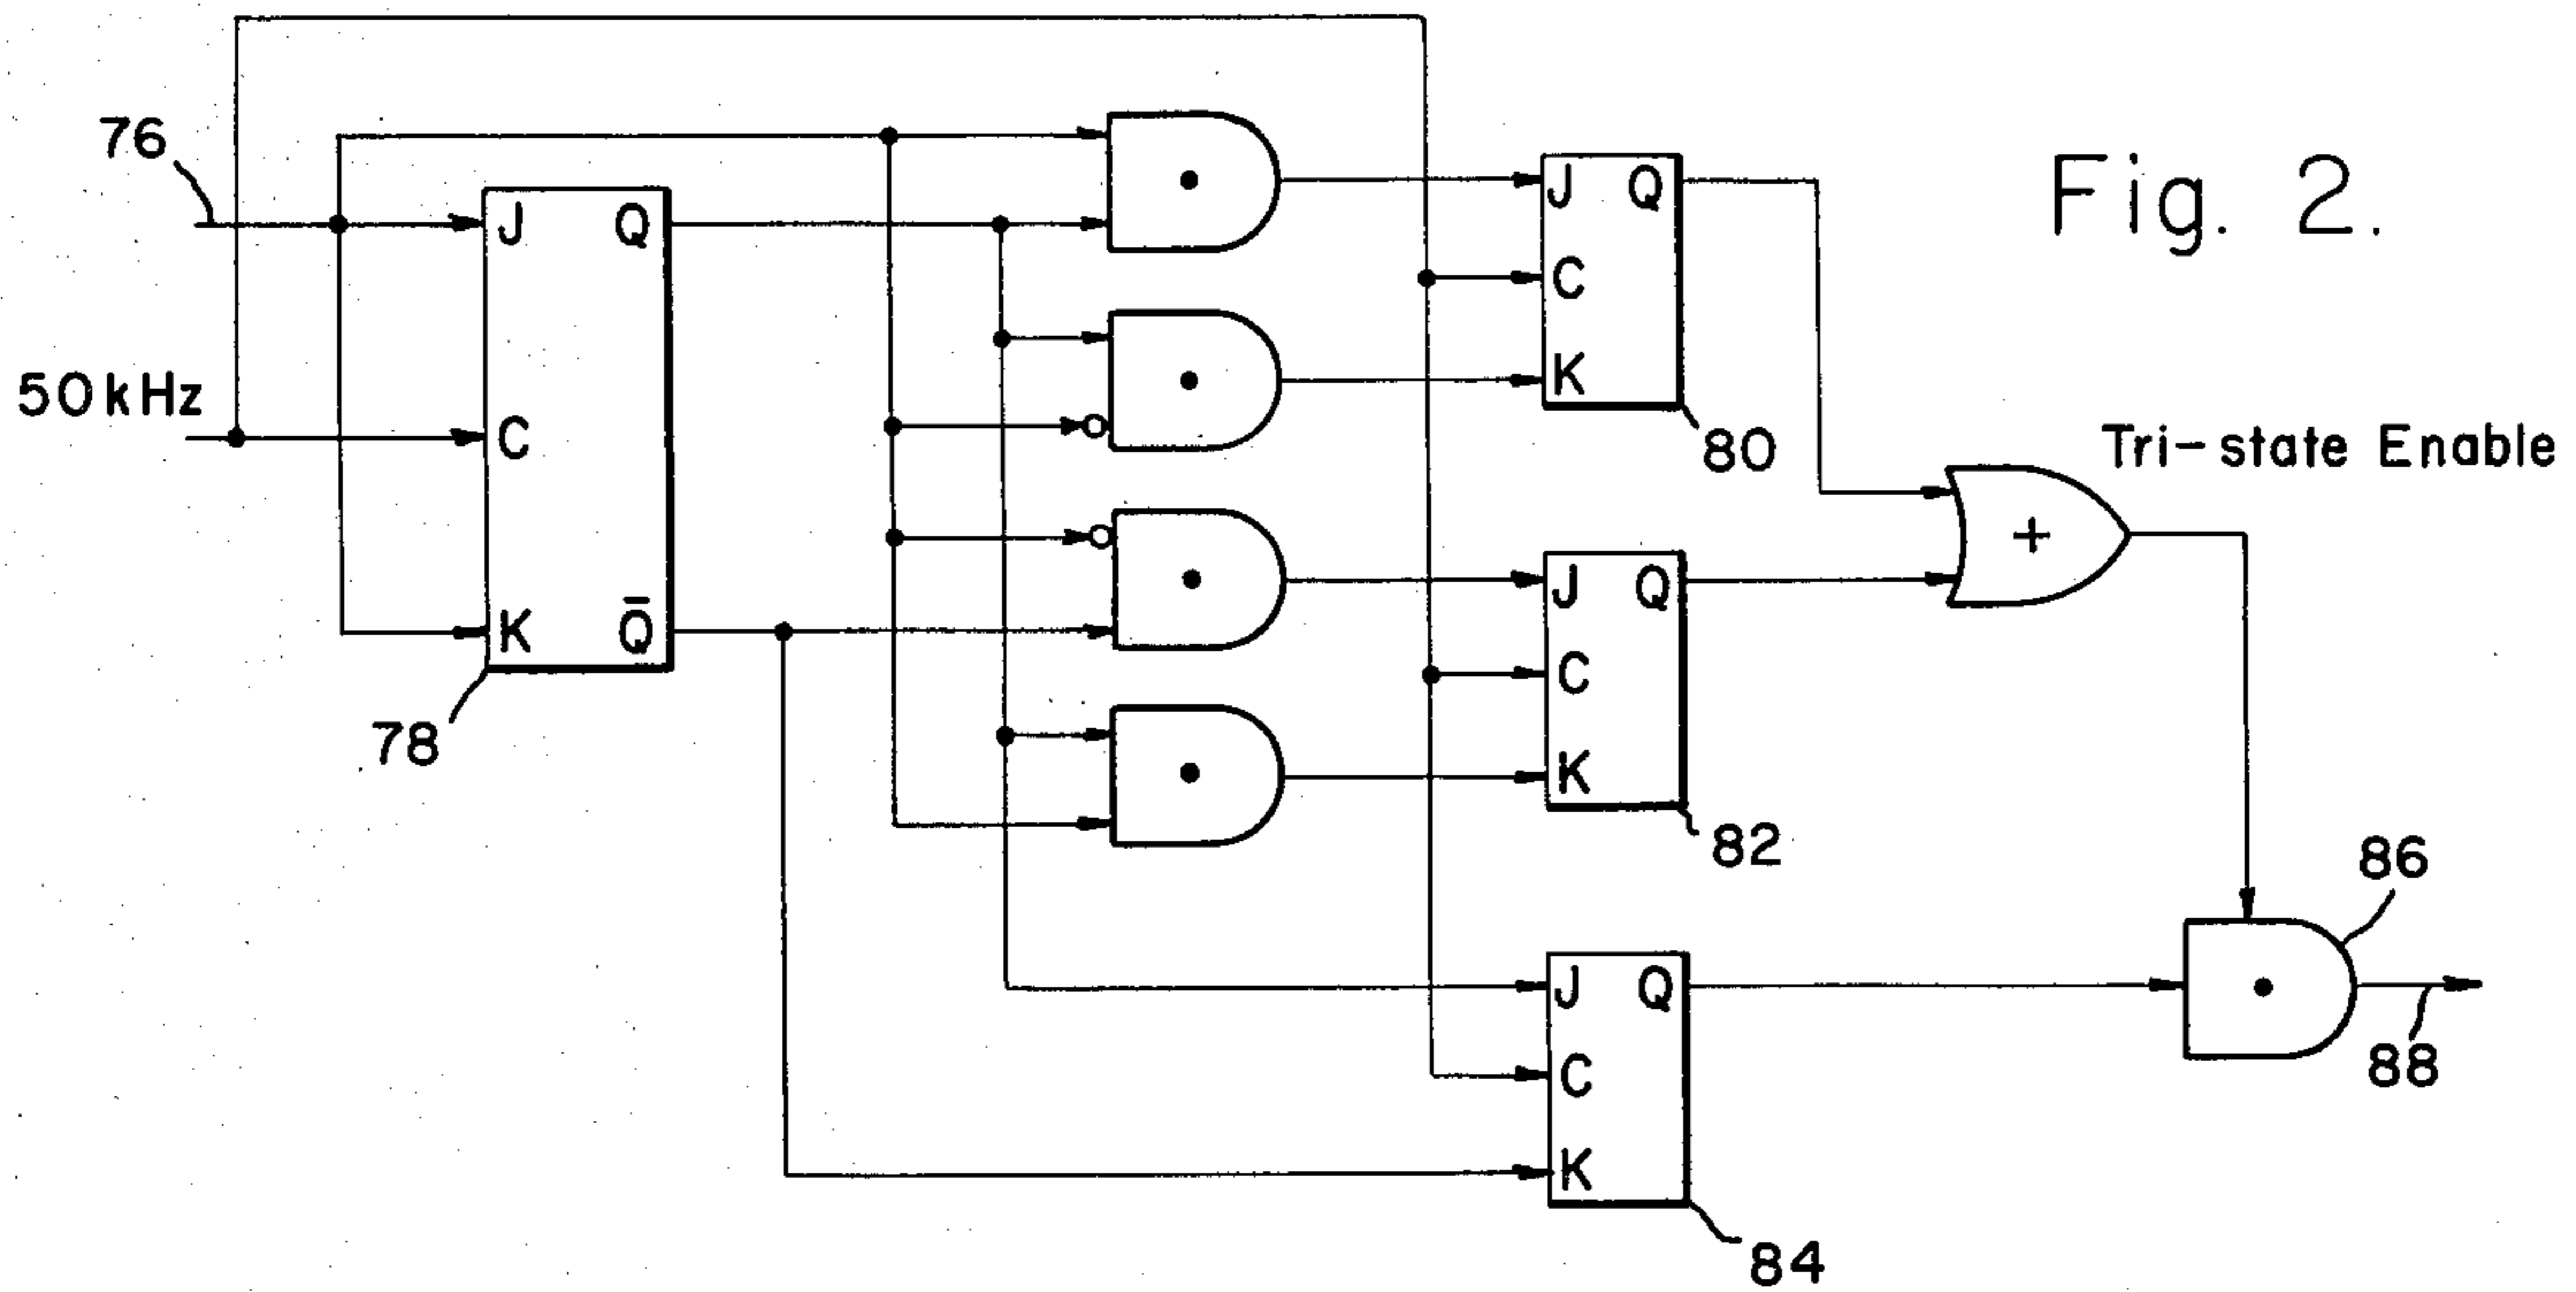 76
Fig. 2.
J Q
C
K Q̅
50kHz
78
J Q
C
K
80
Tri-state Enable
+
J Q
C
K
82
86
J Q
C
K
84
88